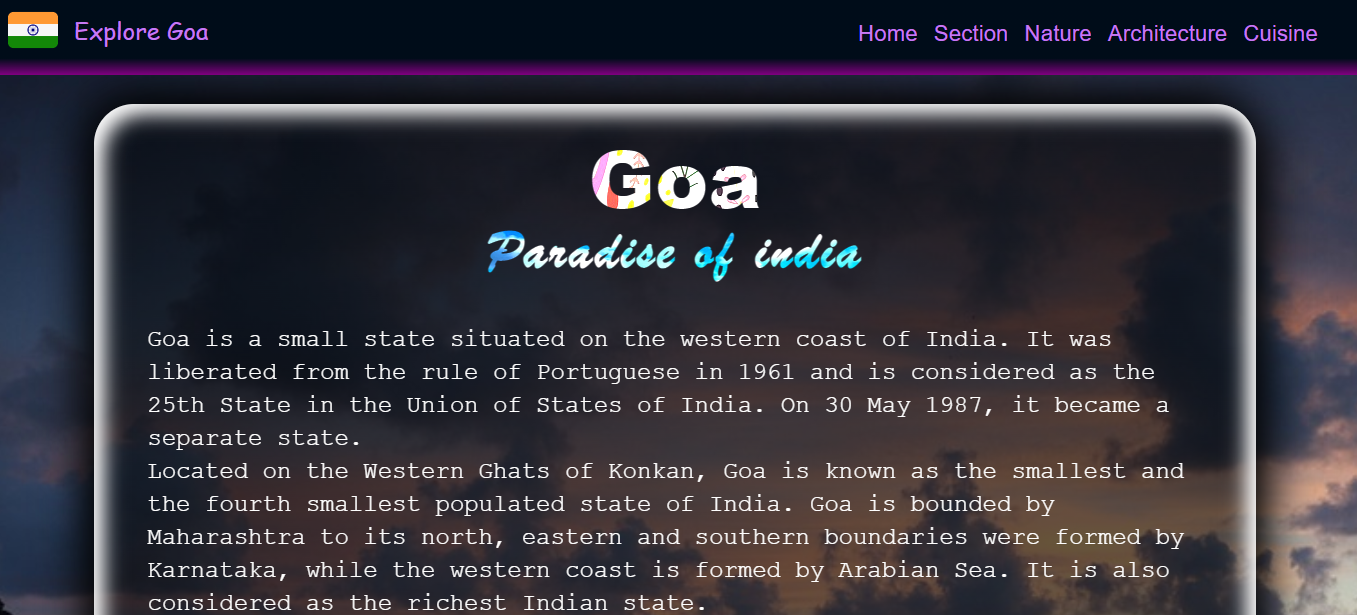 Explore Goa
Home Section Nature Architecture Cuisine
Goa
Paradise of india
Goa is a small state situated on the western coast of India. It was
liberated from the rule of Portuguese in 1961 and is considered as the
25th State in the Union of States of India. On 30 May 1987, it became a
separate state.
Located on the Western Ghats of Konkan, Goa is known as the smallest and
the fourth smallest populated state of India. Goa is bounded by
Maharashtra to its north, eastern and southern boundaries were formed by
Karnataka, while the western coast is formed by Arabian Sea. It is also
considered as the richest Indian state.